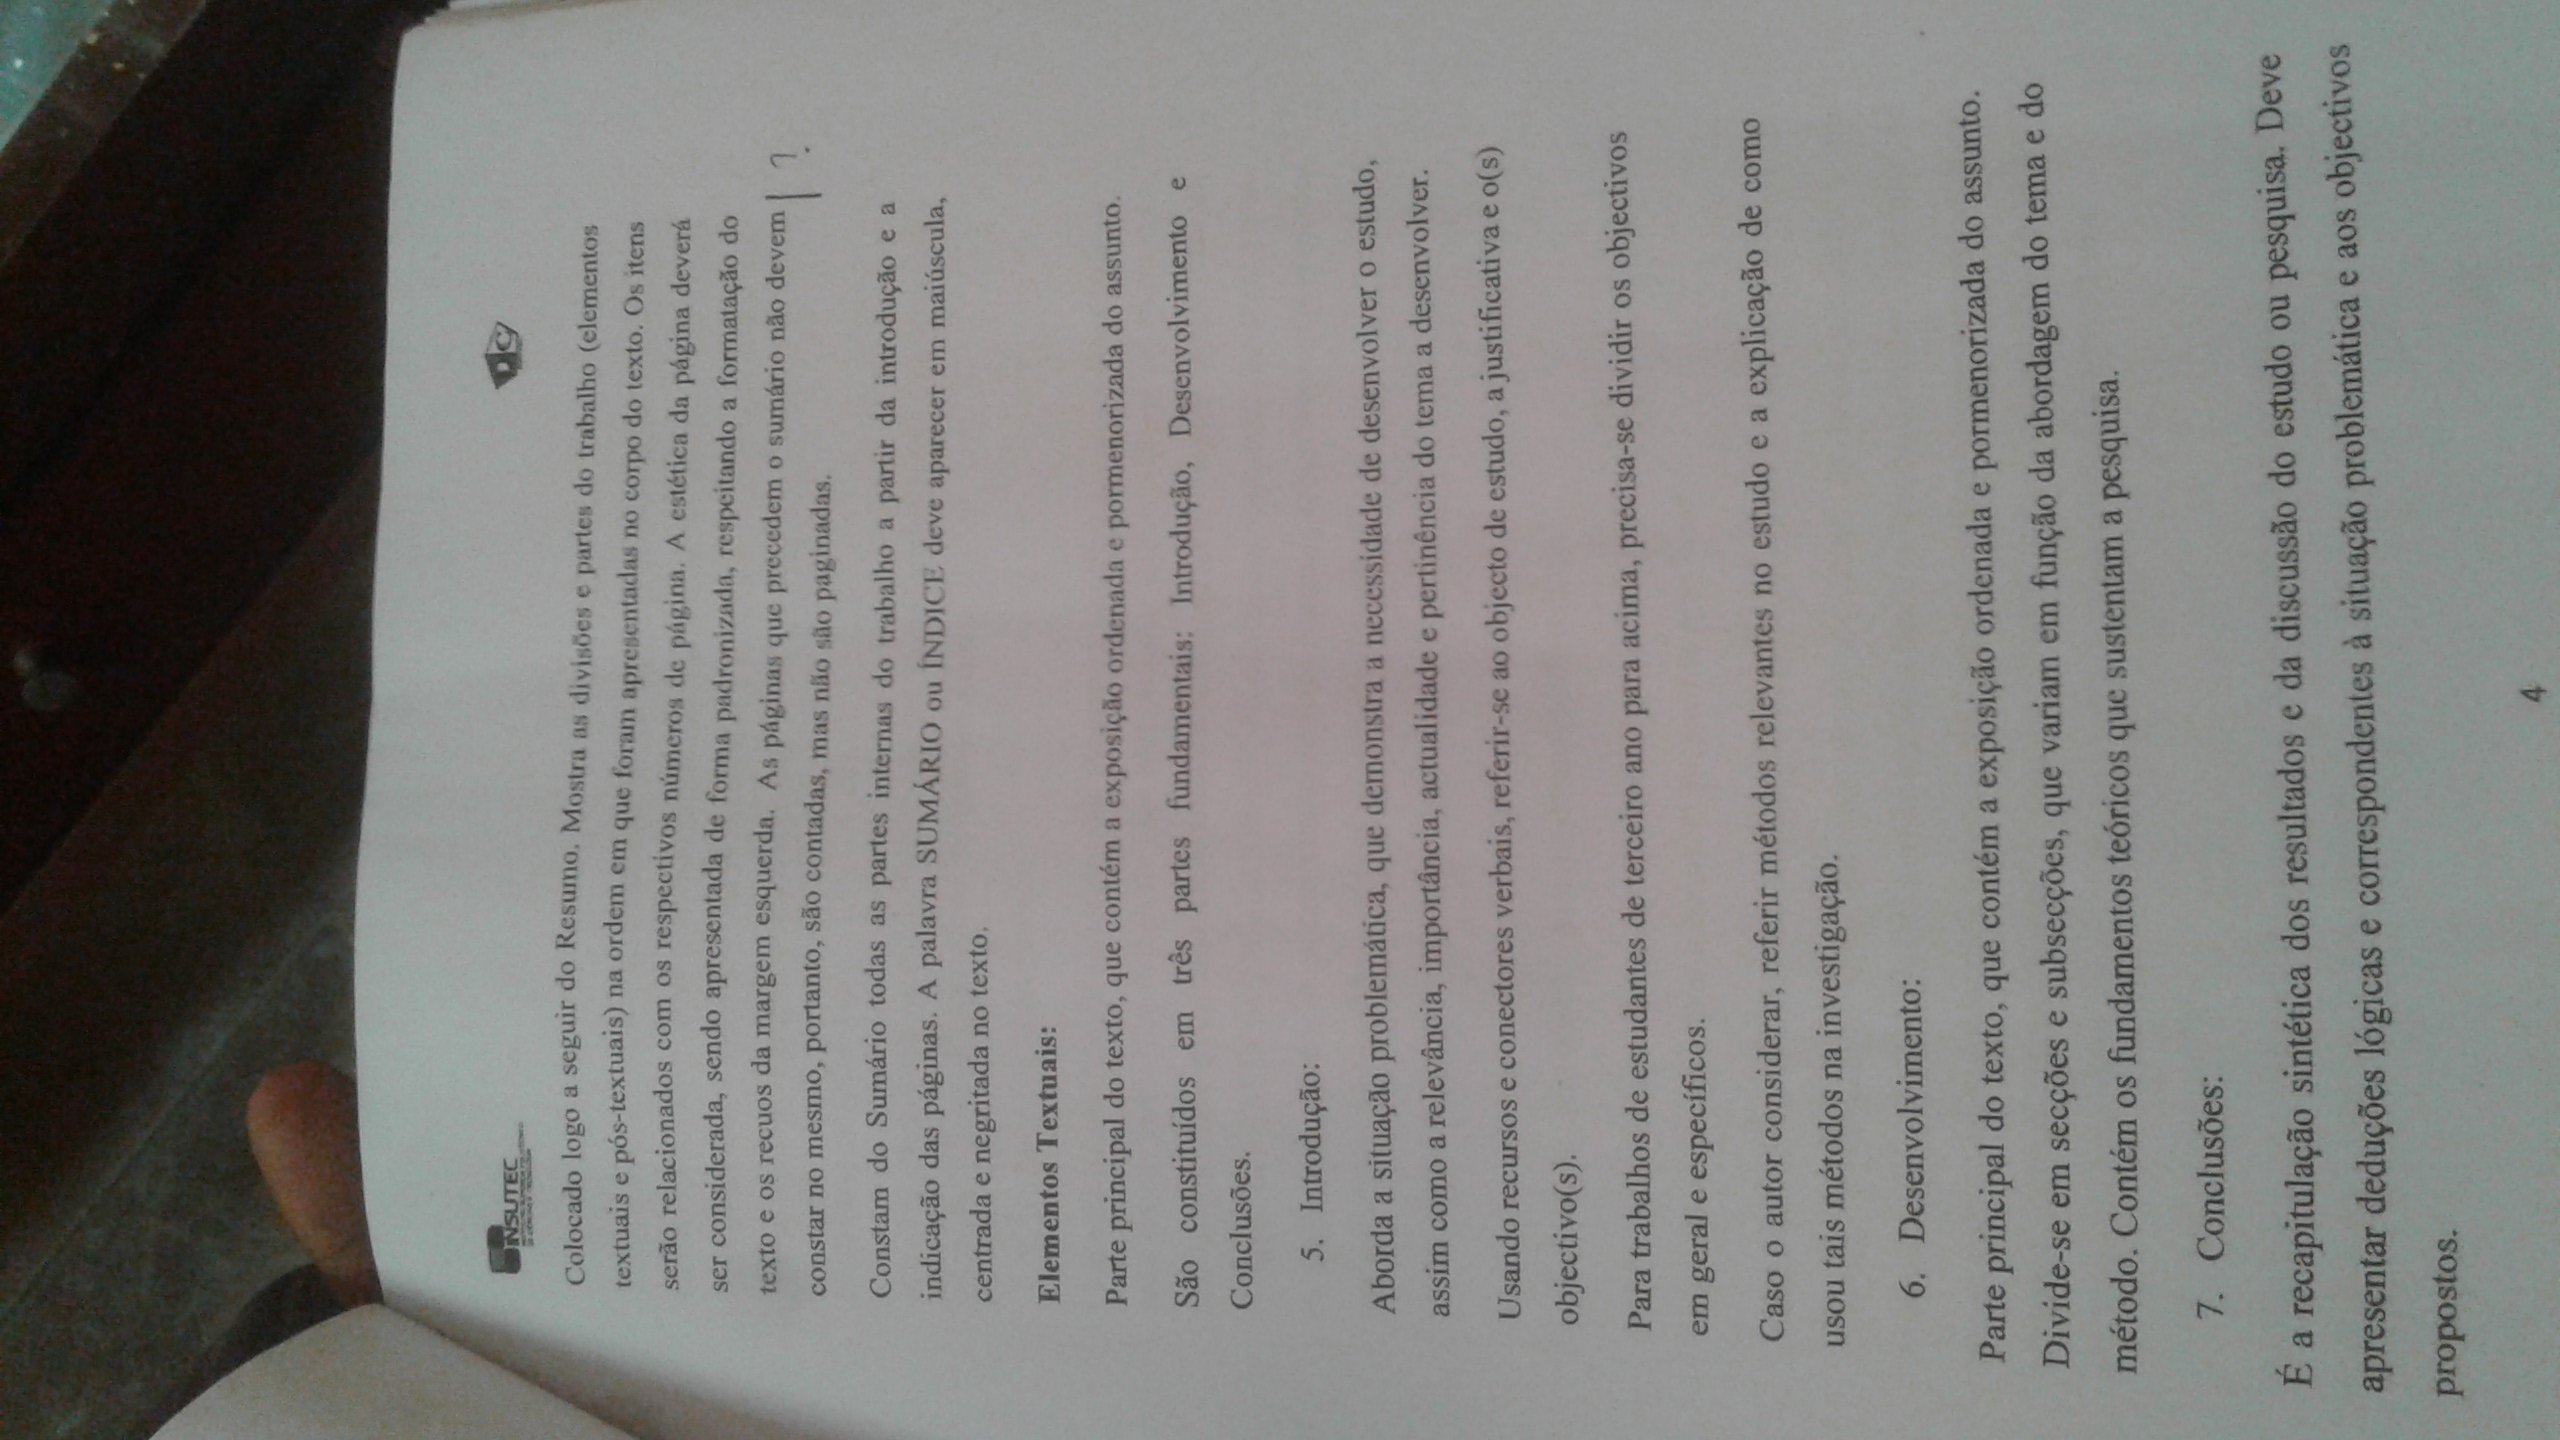 INSUTEC
Colocado logo a seguir do Resumo. Mostra as divisões e partes do trabalho (elementos
textuais e pós-textuais) na ordem em que foram apresentadas no corpo do texto. Os itens
serão relacionados com os respectivos números de página. A estética da página deverá
ser considerada, sendo apresentada de forma padronizada, respeitando a formatação do
texto e os recuos da margem esquerda. As páginas que precedem o sumário não devem | ?
constar no mesmo, portanto, são contadas, mas não são paginadas.
Constam do Sumário todas as partes internas do trabalho a partir da introdução e a
indicação das páginas. A palavra SUMÁRIO ou ÍNDICE deve aparecer em maiúscula,
centrada e negritada no texto.
Elementos Textuais:
Parte principal do texto, que contém a exposição ordenada e pormenorizada do assunto.
São constituídos em três partes fundamentais: Introdução, Desenvolvimento e
Conclusões.
5. Introdução:
Aborda a situação problemática, que demonstra a necessidade de desenvolver o estudo,
assim como a relevância, importância, actualidade e pertinência do tema a desenvolver.
Usando recursos e conectores verbais, referir-se ao objecto de estudo, a justificativa e o(s)
objectivo(s).
Para trabalhos de estudantes de terceiro ano para acima, precisa-se dividir os objectivos
em geral e específicos.
Caso o autor considerar, referir métodos relevantes no estudo e a explicação de como
usou tais métodos na investigação.
6. Desenvolvimento:
Parte principal do texto, que contém a exposição ordenada e pormenorizada do assunto.
Divide-se em secções e subsecções, que variam em função da abordagem do tema e do
método. Contém os fundamentos teóricos que sustentam a pesquisa.
7. Conclusões:
É a recapitulação sintética dos resultados e da discussão do estudo ou pesquisa. Deve
apresentar deduções lógicas e correspondentes à situação problemática e aos objectivos
propostos.
4